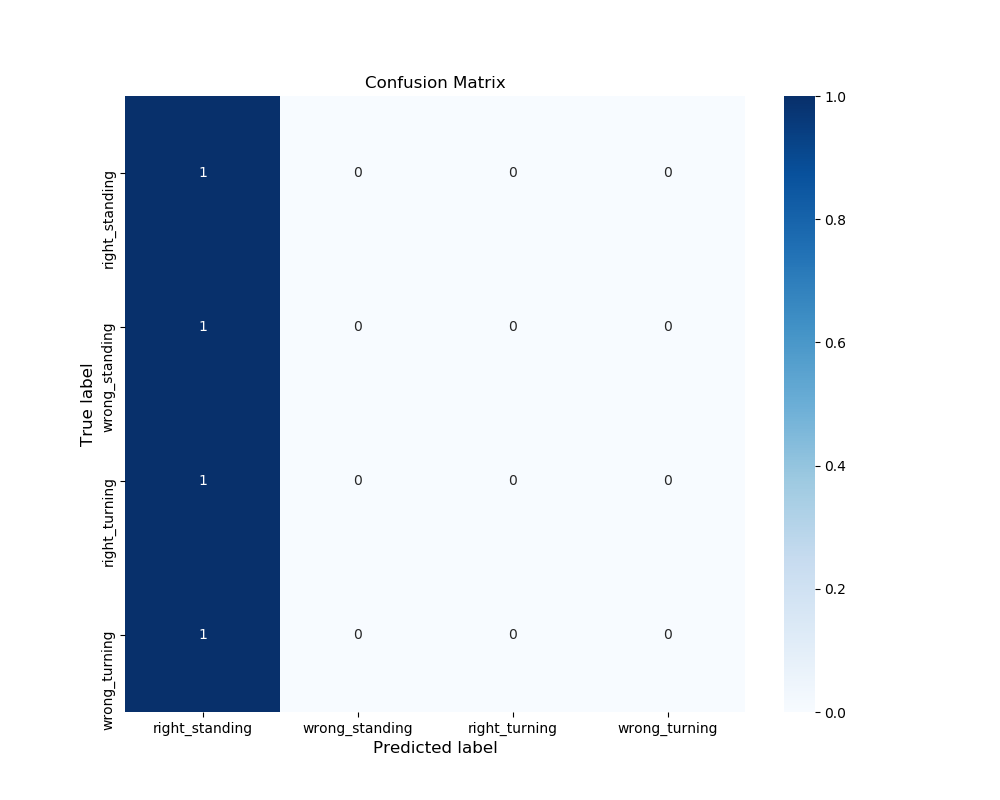 Confusion Matrix
True label
right_standing
wrong_standing
right_turning
wrong_turning
1 0 0 0
1 0 0 0
1 0 0 0
1 0 0 0
right_standing wrong_standing right_turning wrong_turning
Predicted label
1.0
0.8
0.6
0.4
0.2
0.0